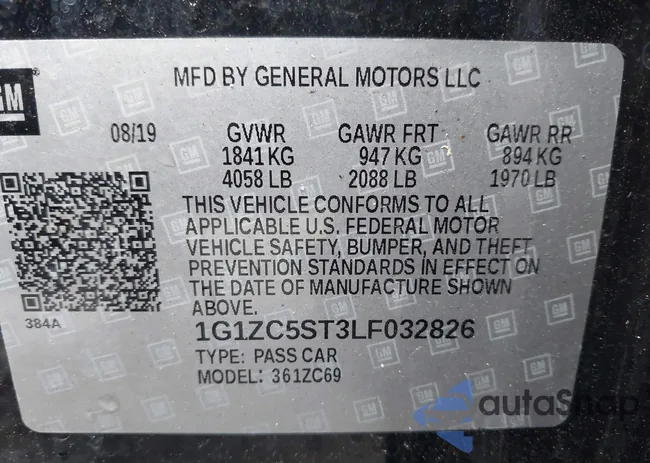 GM
MFD BY GENERAL MOTORS LLC
08/19 GVWR GAWR FRT GAWR RR
1841 KG 947 KG 894 KG
4058 LB 2088 LB 1970 LB
THIS VEHICLE CONFORMS TO ALL
APPLICABLE U.S. FEDERAL MOTOR
VEHICLE SAFETY, BUMPER, AND THEFT
PREVENTION STANDARDS IN EFFECT ON
THE DATE OF MANUFACTURE SHOWN
ABOVE.
384A
1G1ZC5ST3LF032826
TYPE: PASS CAR
MODEL: 361ZC69
autoSnap